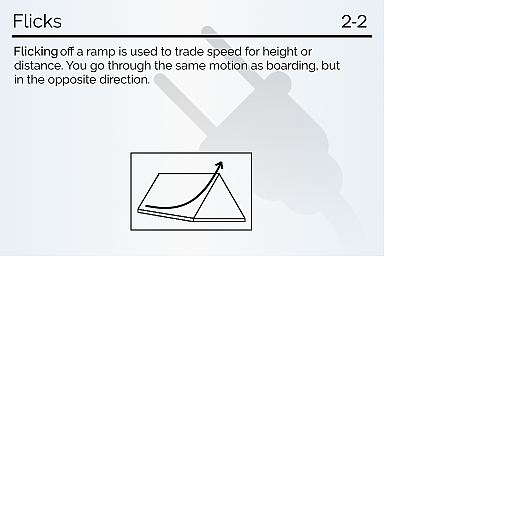 Flicks 2-2
Flicking off a ramp is used to trade speed for height or
distance. You go through the same motion as boarding, but
in the opposite direction.